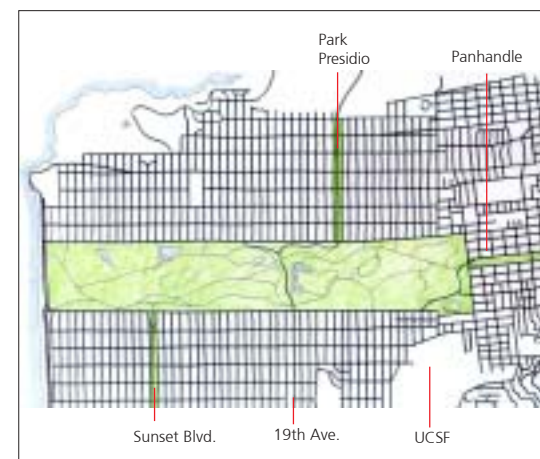 Park
Presidio
Panhandle
Sunset Blvd.
19th Ave.
UCSF